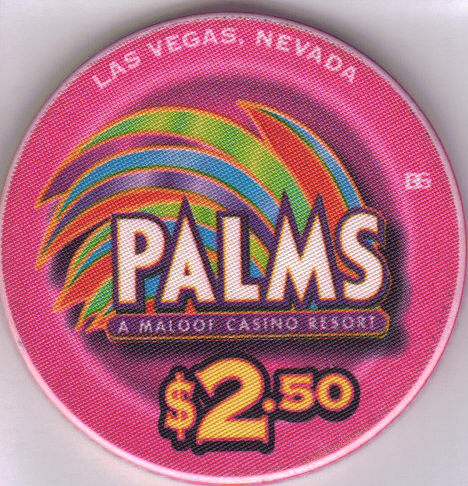 LAS VEGAS, NEVADA
BG
PALMS
A MALOOF CASINO RESORT
$2.50